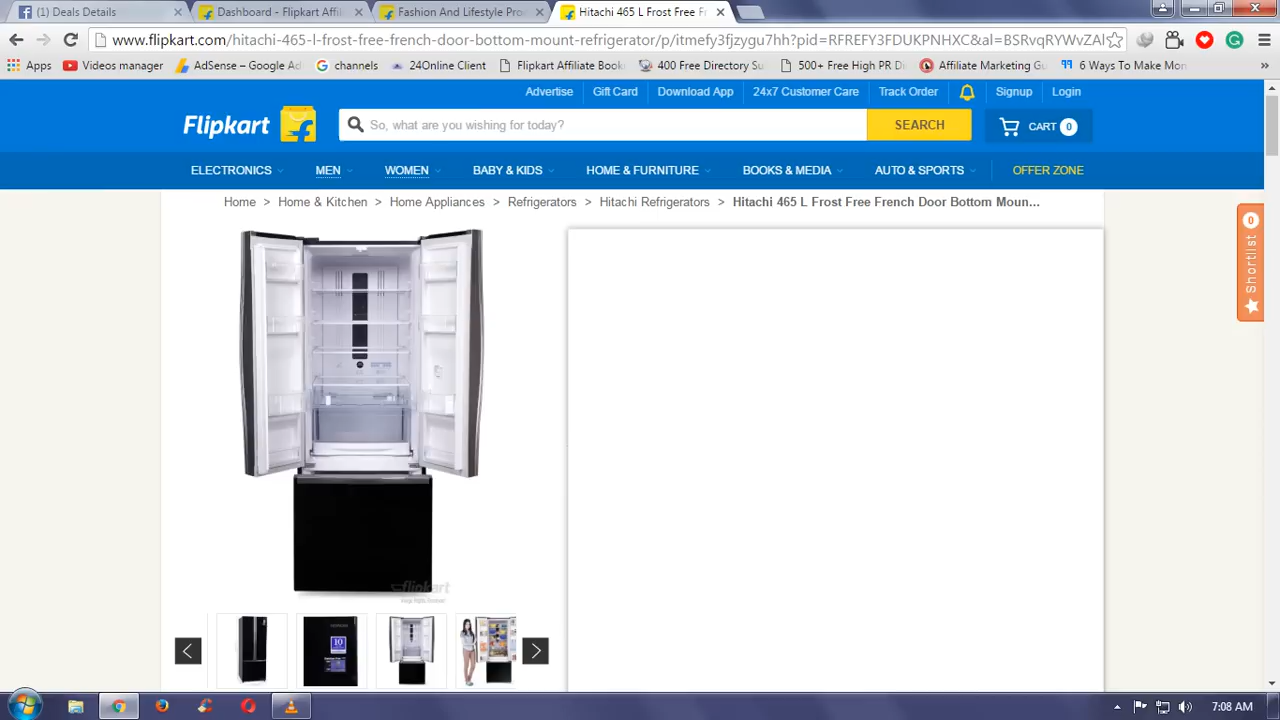 (1) Deals Details
Dashboard - Flipkart Affil
Fashion And Lifestyle Pro
Hitachi 465 L Frost Free F
www.flipkart.com/hitachi-465-l-frost-free-french-door-bottom-mount-refrigerator/p/itmefy3fjzygu7hh?pid=RFREFY3FDUKPNHXC&al=BSRvqRYWvZAl
Apps
Videos manager
AdSense – Google Ad
channels
24Online Client
Flipkart Affiliate Book
400 Free Directory Su
500+ Free High PR Di
Affiliate Marketing Gu
6 Ways To Make Mon
Advertise
Gift Card
Download App
24x7 Customer Care
Track Order
Signup
Login
Flipkart
So, what are you wishing for today?
SEARCH
CART 0
ELECTRONICS
MEN
WOMEN
BABY & KIDS
HOME & FURNITURE
BOOKS & MEDIA
AUTO & SPORTS
OFFER ZONE
Home > Home & Kitchen > Home Appliances > Refrigerators > Hitachi Refrigerators > Hitachi 465 L Frost Free French Door Bottom Moun...
0
Shortlist
flipkart
10
7:08 AM